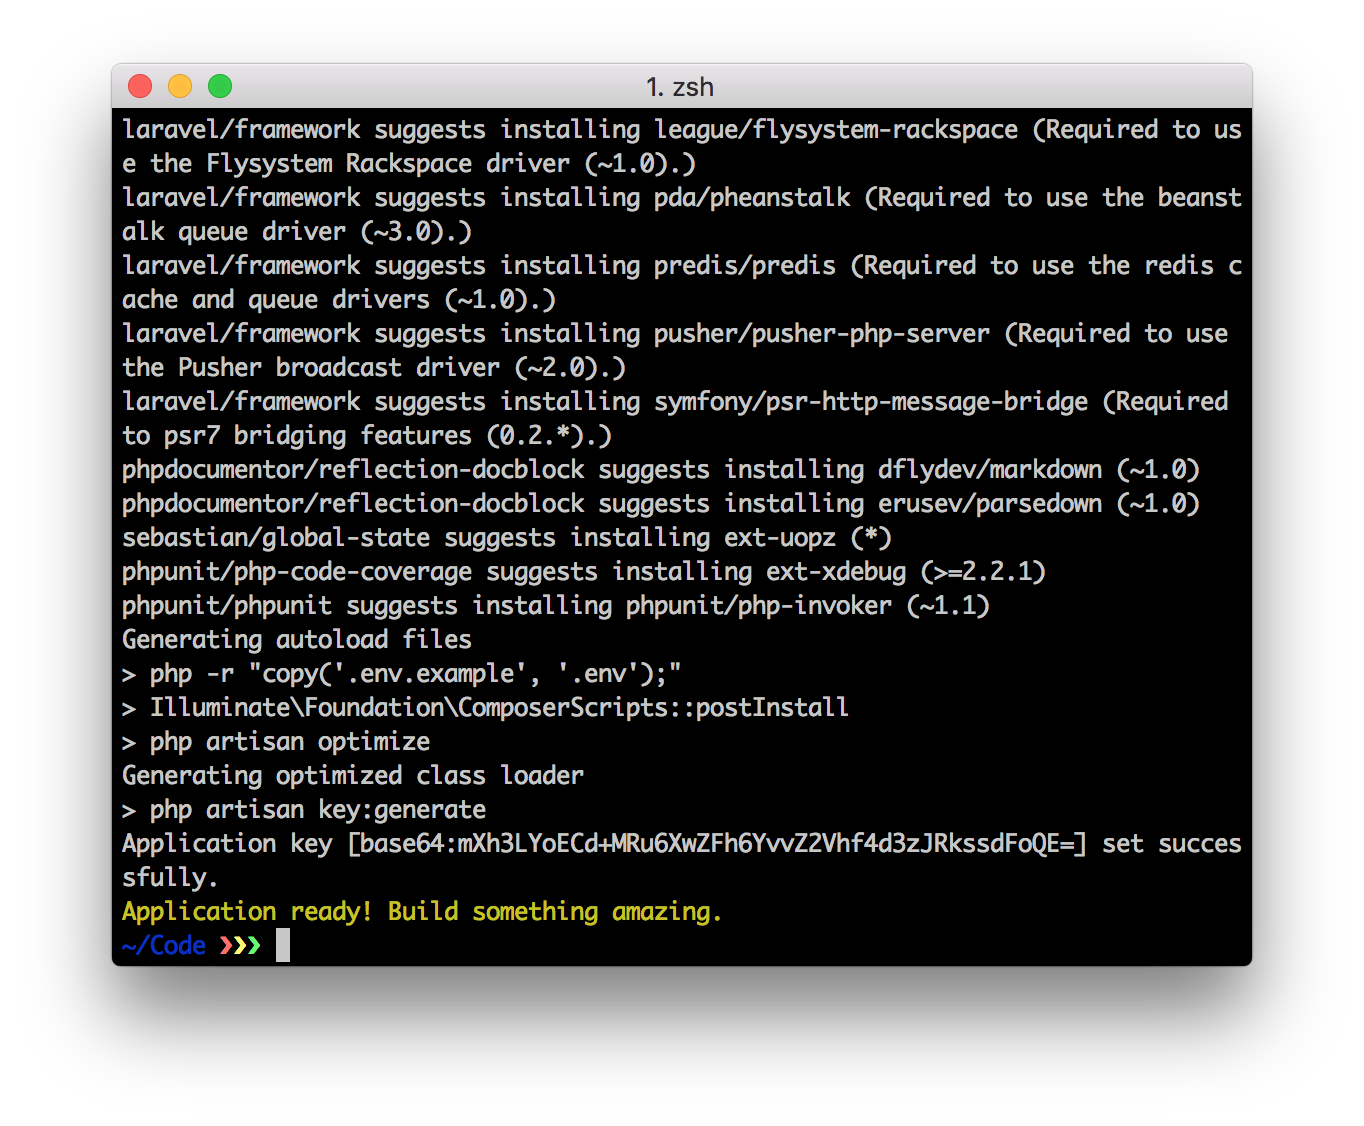 1. zsh
laravel/framework suggests installing league/flysystem-rackspace (Required to us
e the Flysystem Rackspace driver (~1.0).)
laravel/framework suggests installing pda/pheanstalk (Required to use the beanst
alk queue driver (~3.0).)
laravel/framework suggests installing predis/predis (Required to use the redis c
ache and queue drivers (~1.0).)
laravel/framework suggests installing pusher/pusher-php-server (Required to use
the Pusher broadcast driver (~2.0).)
laravel/framework suggests installing symfony/psr-http-message-bridge (Required
to psr7 bridging features (0.2.*).)
phpdocumentor/reflection-docblock suggests installing dflydev/markdown (~1.0)
phpdocumentor/reflection-docblock suggests installing erusev/parsedown (~1.0)
sebastian/global-state suggests installing ext-uopz (*)
phpunit/php-code-coverage suggests installing ext-xdebug (>=2.2.1)
phpunit/phpunit suggests installing phpunit/php-invoker (~1.1)
Generating autoload files
> php -r "copy('.env.example', '.env');"
> Illuminate\Foundation\ComposerScripts::postInstall
> php artisan optimize
Generating optimized class loader
> php artisan key:generate
Application key [base64:mXh3LYoECd+MRu6XwZFh6YvvZ2Vhf4d3zJRkssdFoQE=] set succes
sfully.
Application ready! Build something amazing.
~/Code ❯❯❯